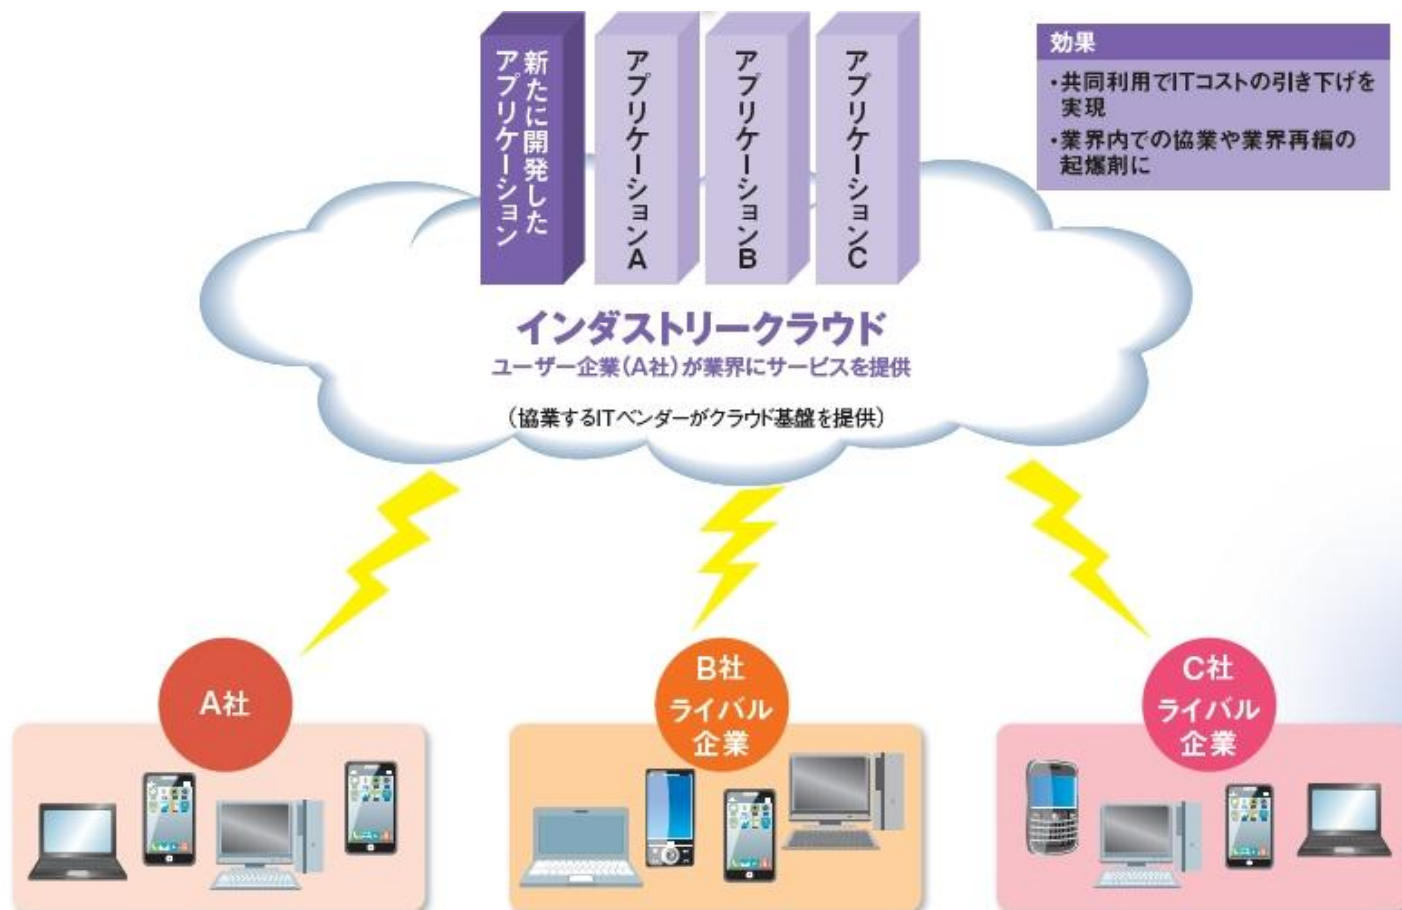 新たに開発した
アプリケーション
アプリケーションA
アプリケーションB
アプリケーションC
効果
・共同利用でITコストの引き下げを
実現
・業界内での協業や業界再編の
起爆剤に
インダストリークラウド
ユーザー企業(A社)が業界にサービスを提供
(協業するITベンダーがクラウド基盤を提供)
A社
B社
ライバル
企業
C社
ライバル
企業